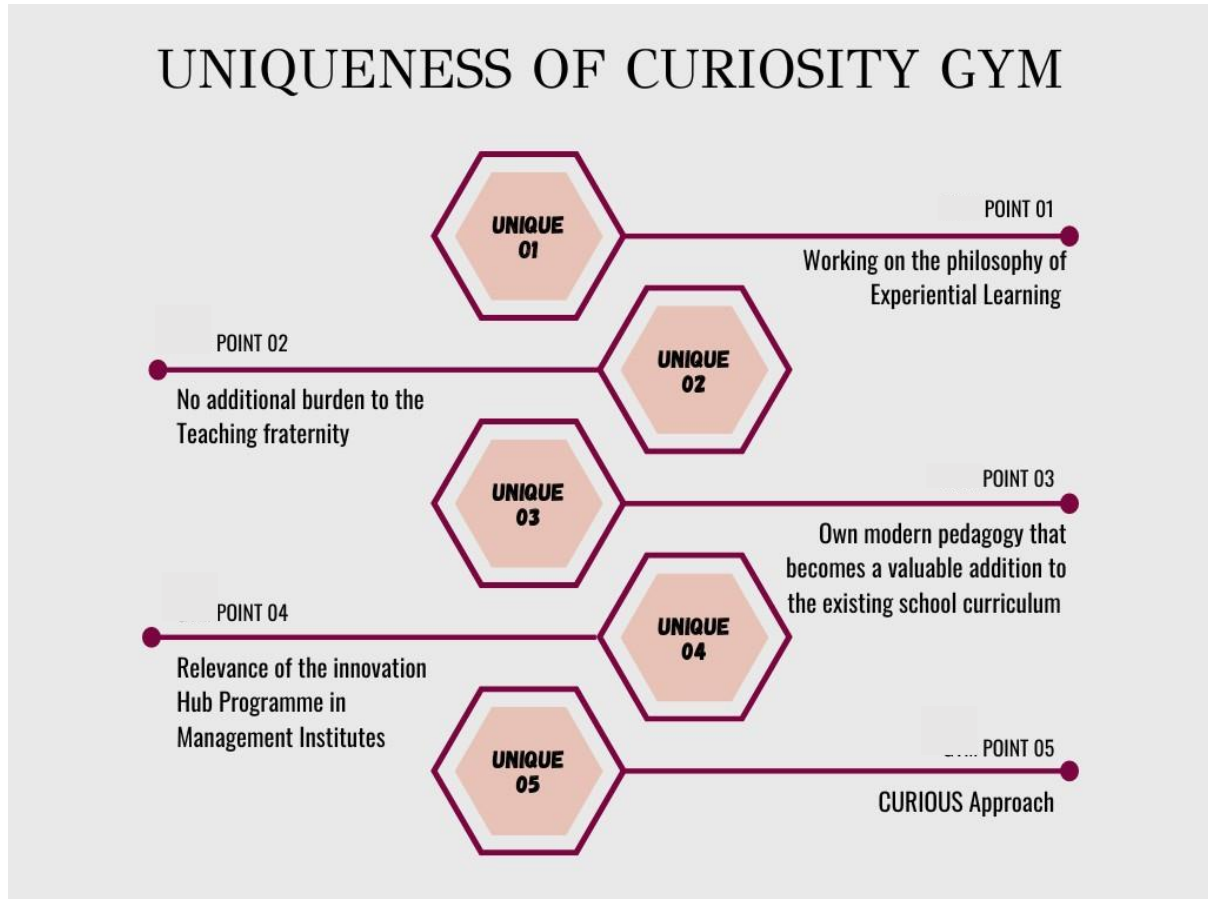 UNIQUENESS OF CURIOSITY GYM
UNIQUE
01
POINT 01
Working on the philosophy of
Experiential Learning
POINT 02
No additional burden to the
Teaching fraternity
UNIQUE
02
UNIQUE
03
POINT 03
Own modern pedagogy that
becomes a valuable addition to
the existing school curriculum
POINT 04
Relevance of the innovation
Hub Programme in
Management Institutes
UNIQUE
04
UNIQUE
05
POINT 05
CURIOUS Approach